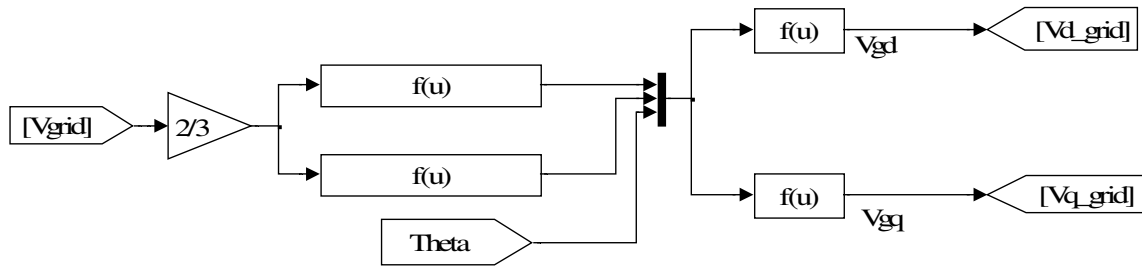 [Vgrid]
2/3
f(u)
f(u)
Theta
f(u)
Vgd
[Vd_grid]
f(u)
Vgq
[Vq_grid]